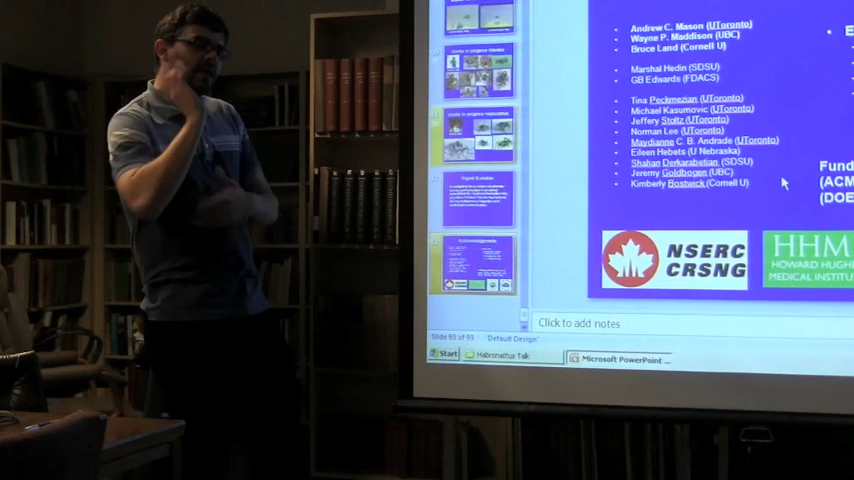 Andrew C. Mason (UToronto)
Wayne P. Maddison (UBC)
Bruce Land (Cornell U)
Marshal Hedin (SDSU)
GB Edwards (FDACS)
Tina Peckmezian (UToronto)
Michael Kasumovic (UToronto)
Jeffery Stoltz (UToronto)
Norman Lee (UToronto)
Maydianne C. B. Andrade (UToronto)
Eileen Hebets (U Nebraska)
Shahan Derkarabetian (SDSU)
Jeremy Goldbogen (UBC)
Kimberly Bostwick (Cornell U)
E
Fund
(ACM
(DOE
NSERC
CRSNG
HHM
HOWARD HUGH
MEDICAL INSTITU
Click to add notes
Slide 93 of 93
'Default Design'
Start
Habronattus Talk
Microsoft PowerPoint ...